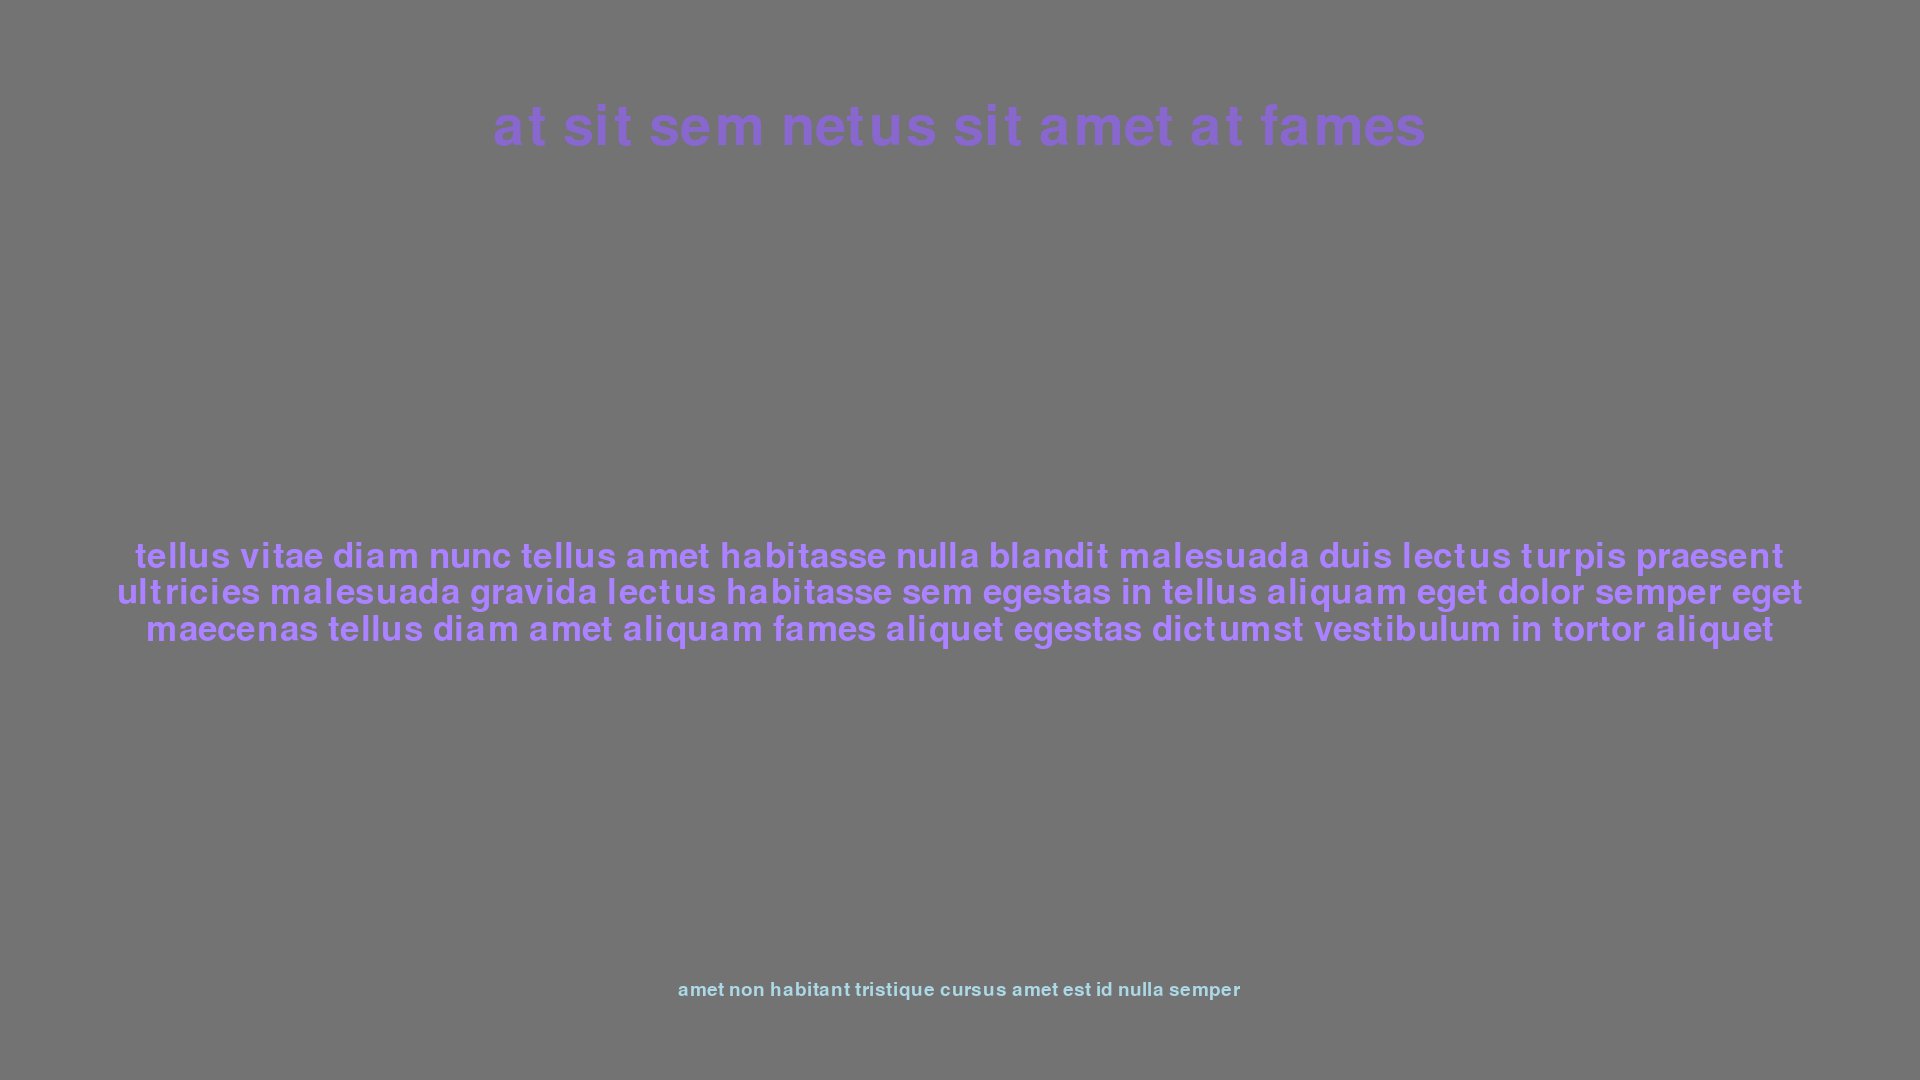 at sit sem netus sit amet at fames
tellus vitae diam nunc tellus amet habitasse nulla blandit malesuada duis lectus turpis praesent
ultricies malesuada gravida lectus habitasse sem egestas in tellus aliquam eget dolor semper eget
maecenas tellus diam amet aliquam fames aliquet egestas dictumst vestibulum in tortor aliquet
amet non habitant tristique cursus amet est id nulla semper